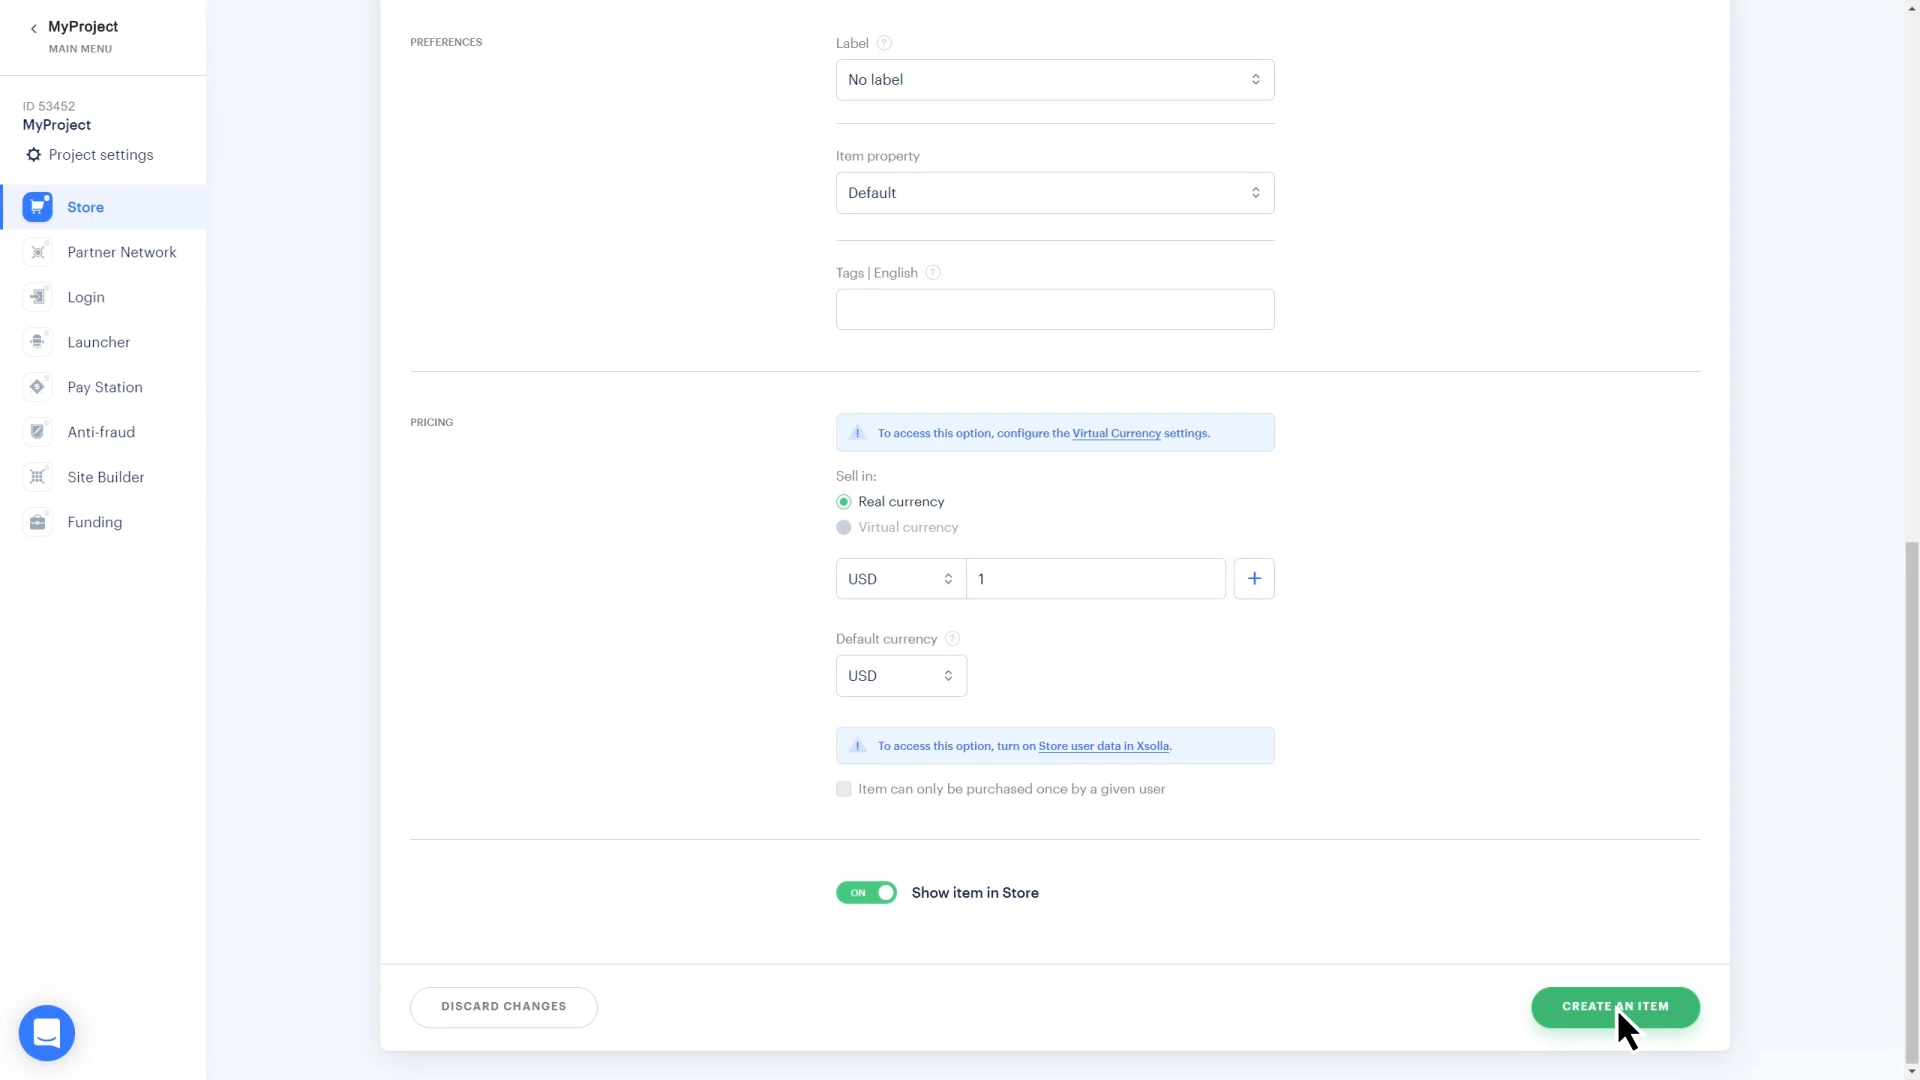 MyProject
MAIN MENU
ID 53452
MyProject
Project settings
Store
Partner Network
Login
Launcher
Pay Station
Anti-fraud
Site Builder
Funding
PREFERENCES
Label ?
No label
Item property
Default
Tags | English ?
PRICING
! To access this option, configure the Virtual Currency settings.
Sell in:
Real currency
Virtual currency
USD 1 +
Default currency ?
USD
! To access this option, turn on Store user data in Xsolla.
Item can only be purchased once by a given user
ON Show item in Store
DISCARD CHANGES
CREATE AN ITEM